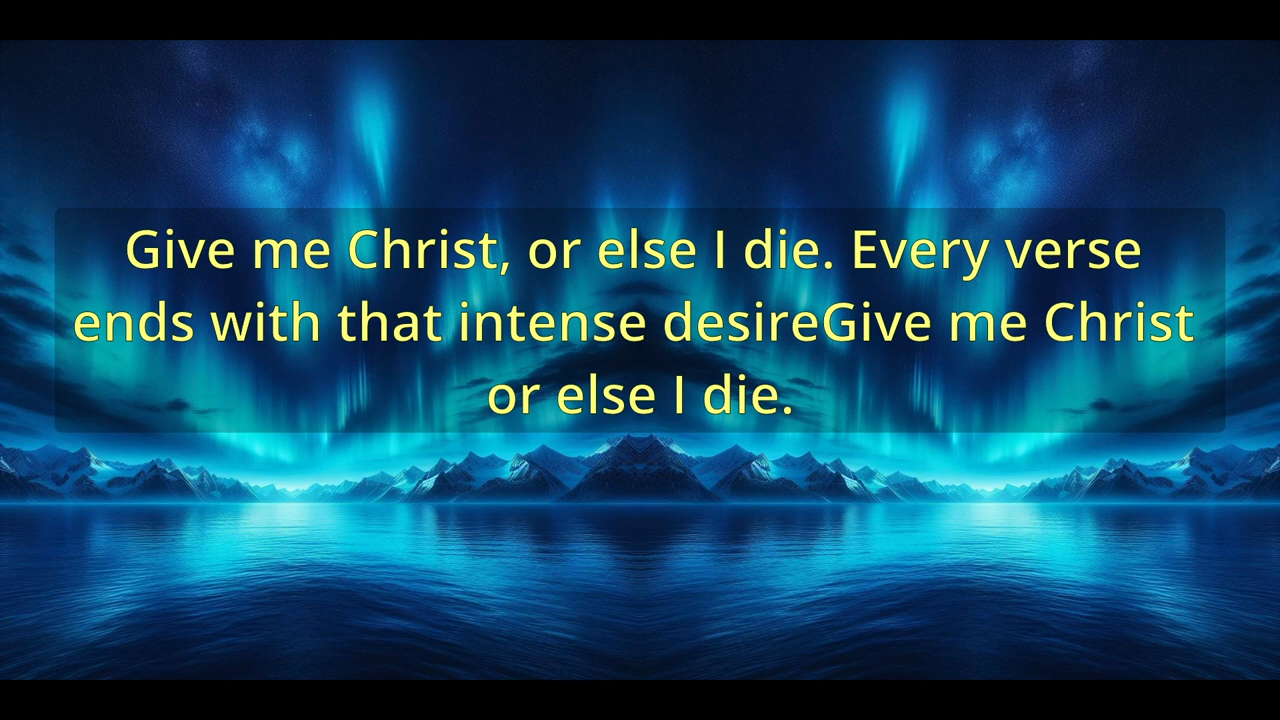 Give me Christ, or else I die. Every verse
ends with that intense desireGive me Christ
or else I die.